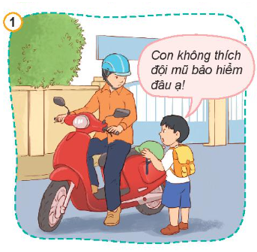 1
Con không thích
đội mũ bảo hiểm
đâu ạ!